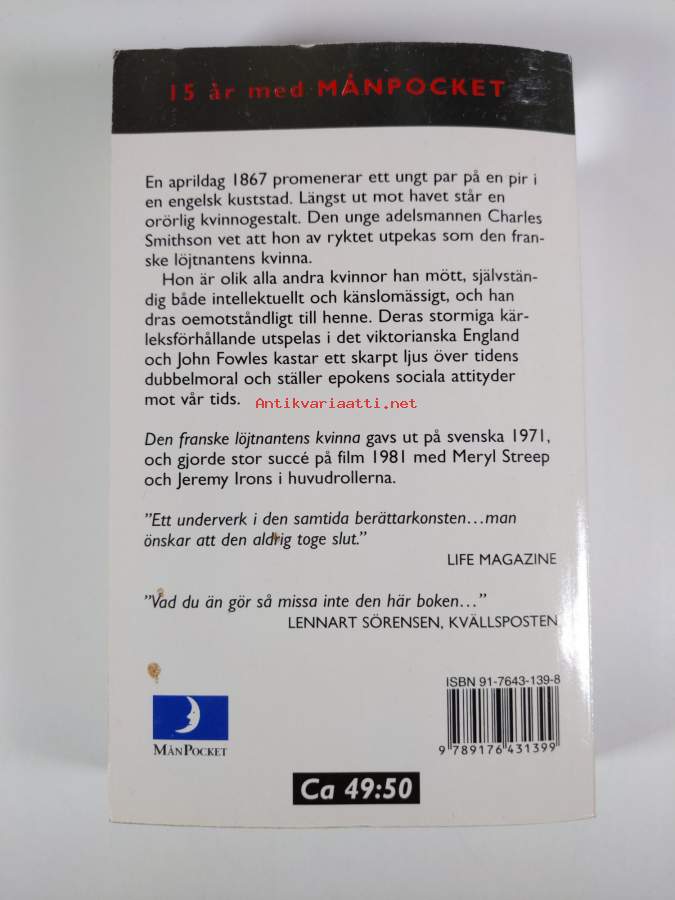 15 år med MÅNPOCKET
En aprildag 1867 promenerar ett ungt par på en pir i
en engelsk kuststad. Längst ut mot havet står en
orörlig kvinnogestalt. Den unge adelsmannen Charles
Smithson vet att hon av ryktet utpekas som den fran-
ske löjtnantens kvinna.
Hon är olik alla andra kvinnor han mött, självstän-
dig både intellektuellt och känslomässigt, och han
dras oemotståndligt till henne. Deras stormiga kär-
leksförhållande utspelas i det viktorianska England
och John Fowles kastar ett skarpt ljus över tidens
dubbelmoral och ställer epokens sociala attityder
mot vår tids.
Antikvariaatti.net
Den franske löjtnantens kvinna gavs ut på svenska 1971,
och gjorde stor succé på film 1981 med Meryl Streep
och Jeremy Irons i huvudrollerna.
”Ett underverk i den samtida berättarkonsten…man
önskar att den aldrig toge slut.”
LIFE MAGAZINE
”Vad du än gör så missa inte den här boken…”
LENNART SÖRENSEN, KVÄLLSPOSTEN
ISBN 91-7643-139-8
9 789176 431399
MÅNPOCKET
Ca 49:50